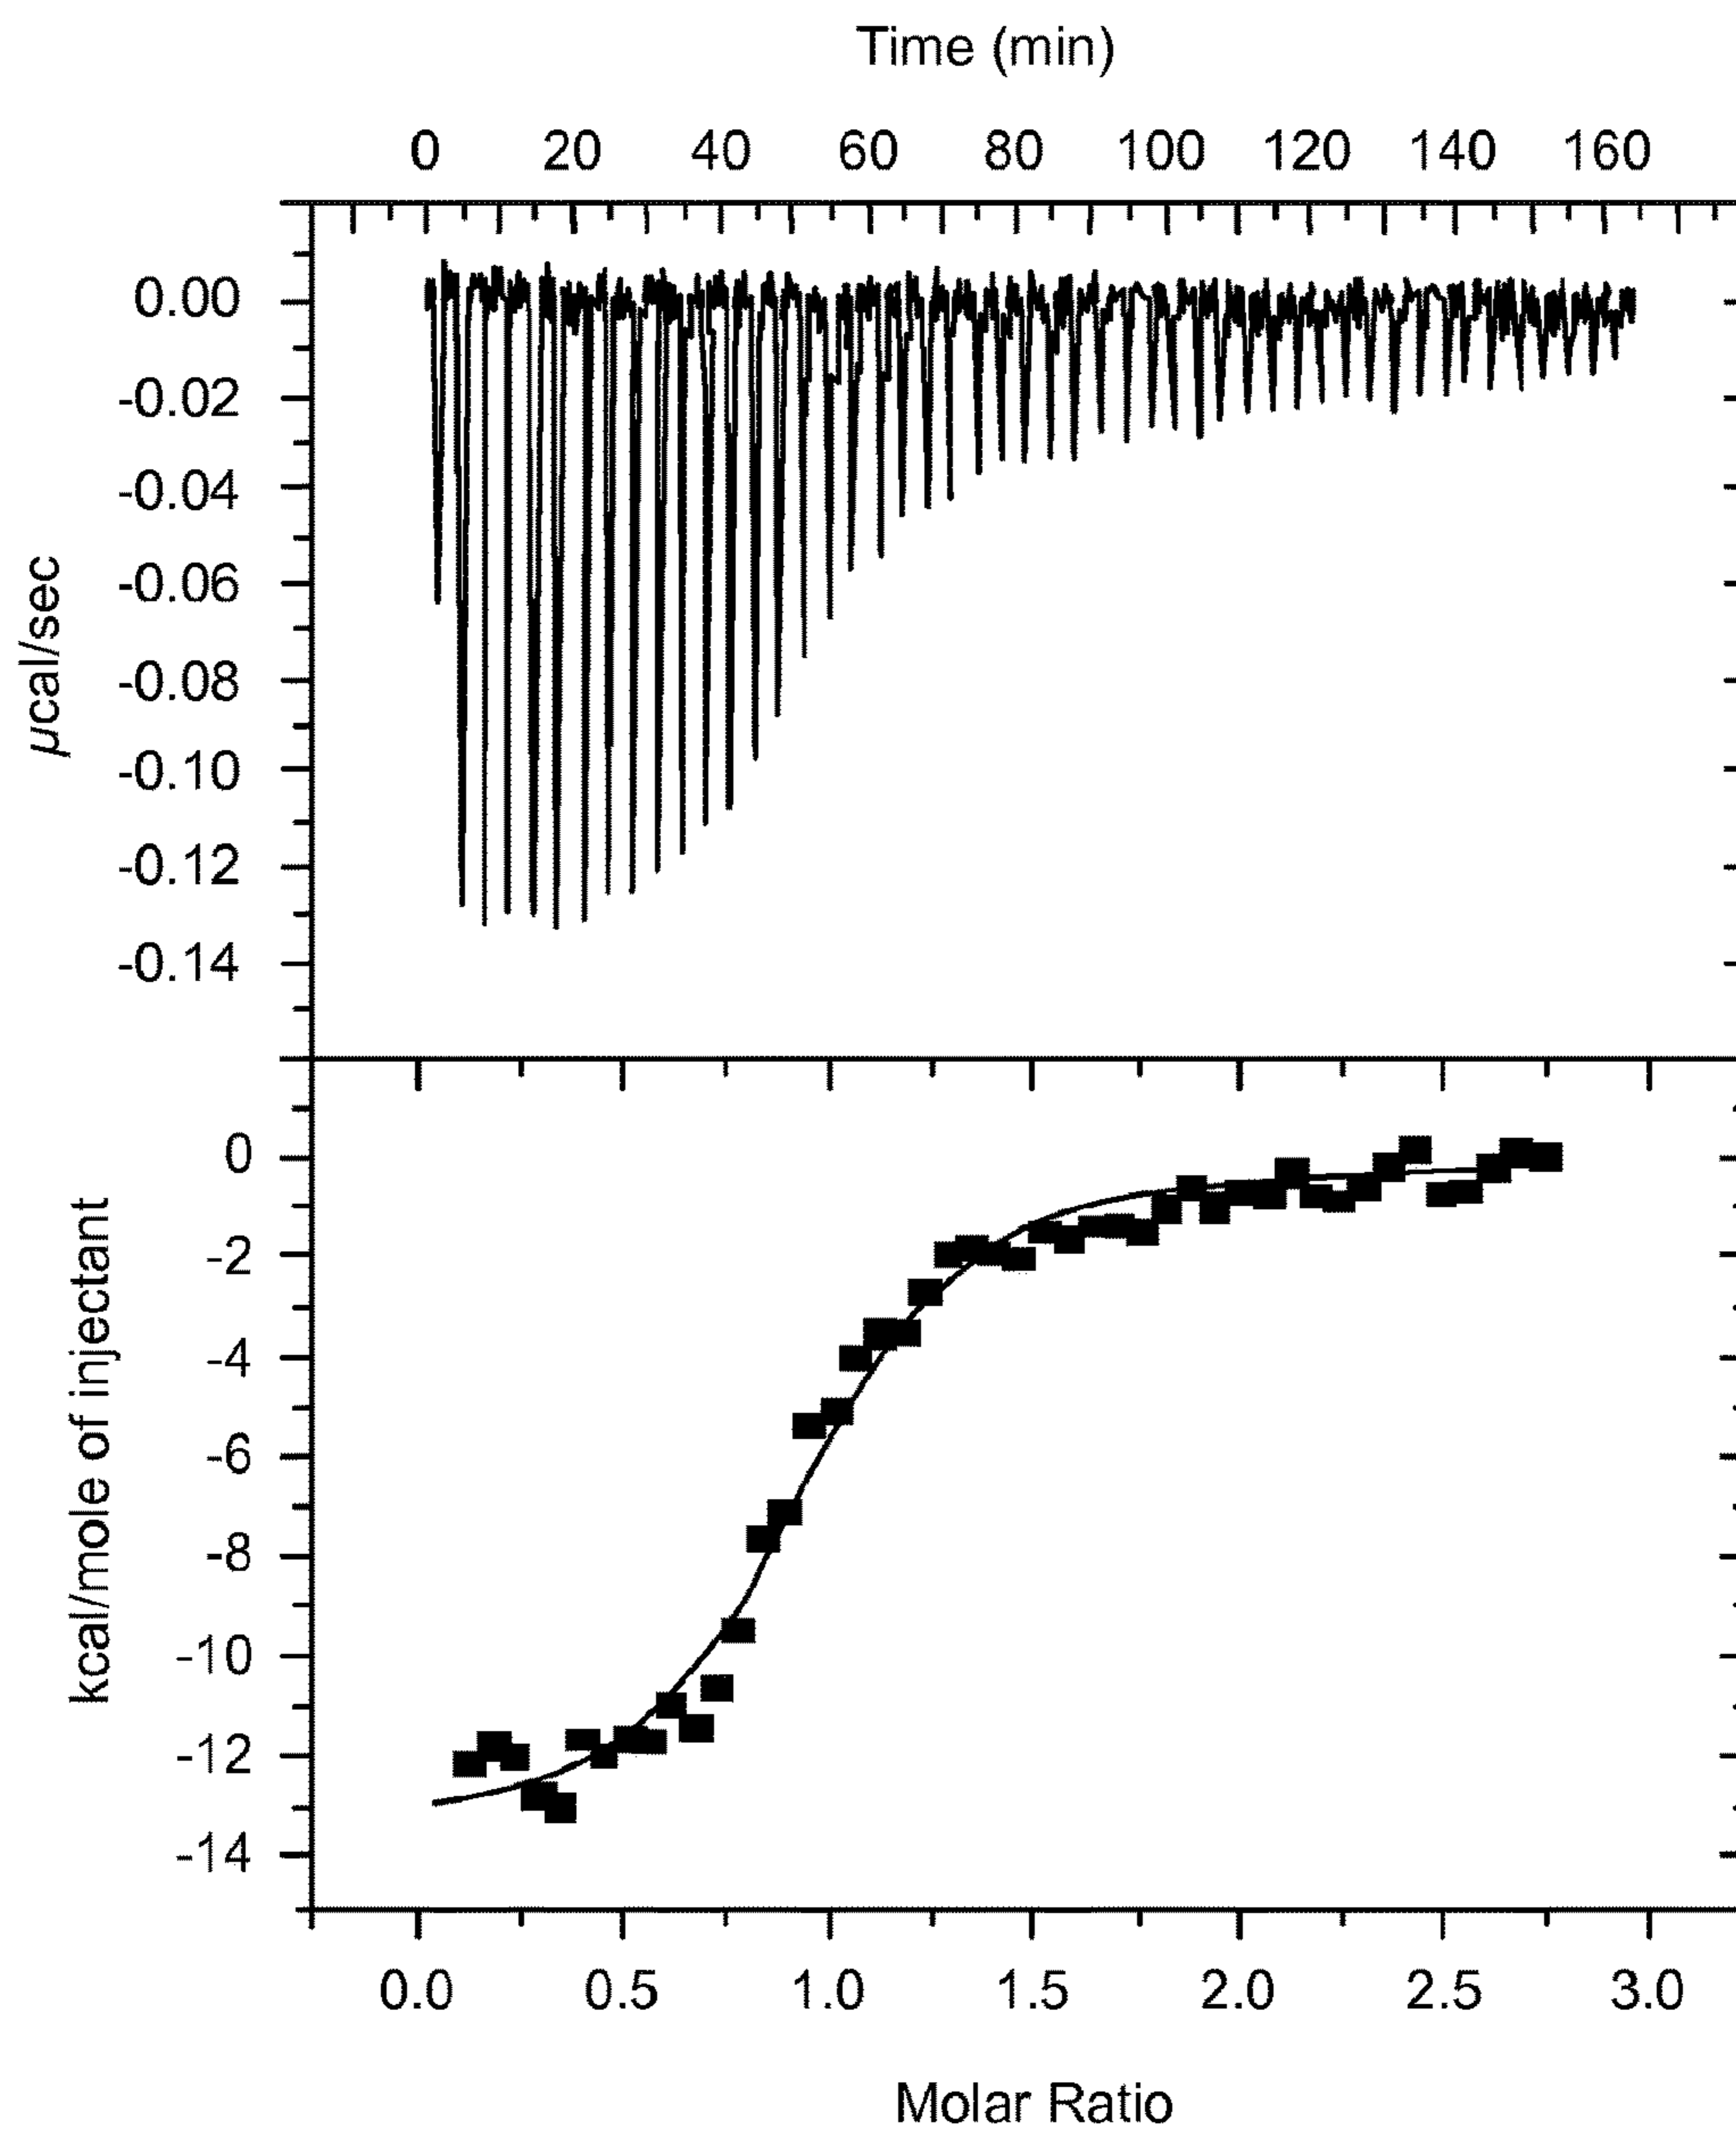 Time (min)
0 20 40 60 80 100 120 140 160
0.00
-0.02
-0.04
-0.06
-0.08
-0.10
-0.12
-0.14
µcal/sec
0
-2
-4
-6
-8
-10
-12
-14
kcal/mole of injectant
0.0 0.5 1.0 1.5 2.0 2.5 3.0
Molar Ratio